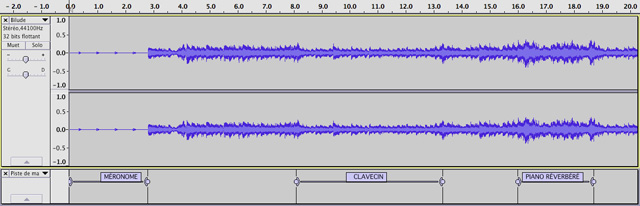 -2.0 -1.0 0.0 1.0 2.0 3.0 4.0 5.0 6.0 7.0 8.0 9.0 10.0 11.0 12.0 13.0 14.0 15.0 16.0 17.0 18.0 19.0 20.0
Bilude
Stéréo,44100Hz
32 bits flottant
Muet Solo
- +
G D
1.0
0.5
0.0
-0.5
-1.0
1.0
0.5
0.0
-0.5
-1.0
Piste de ma
MÉRONOME CLAVECIN PIANO RÉVERBÉRÉ